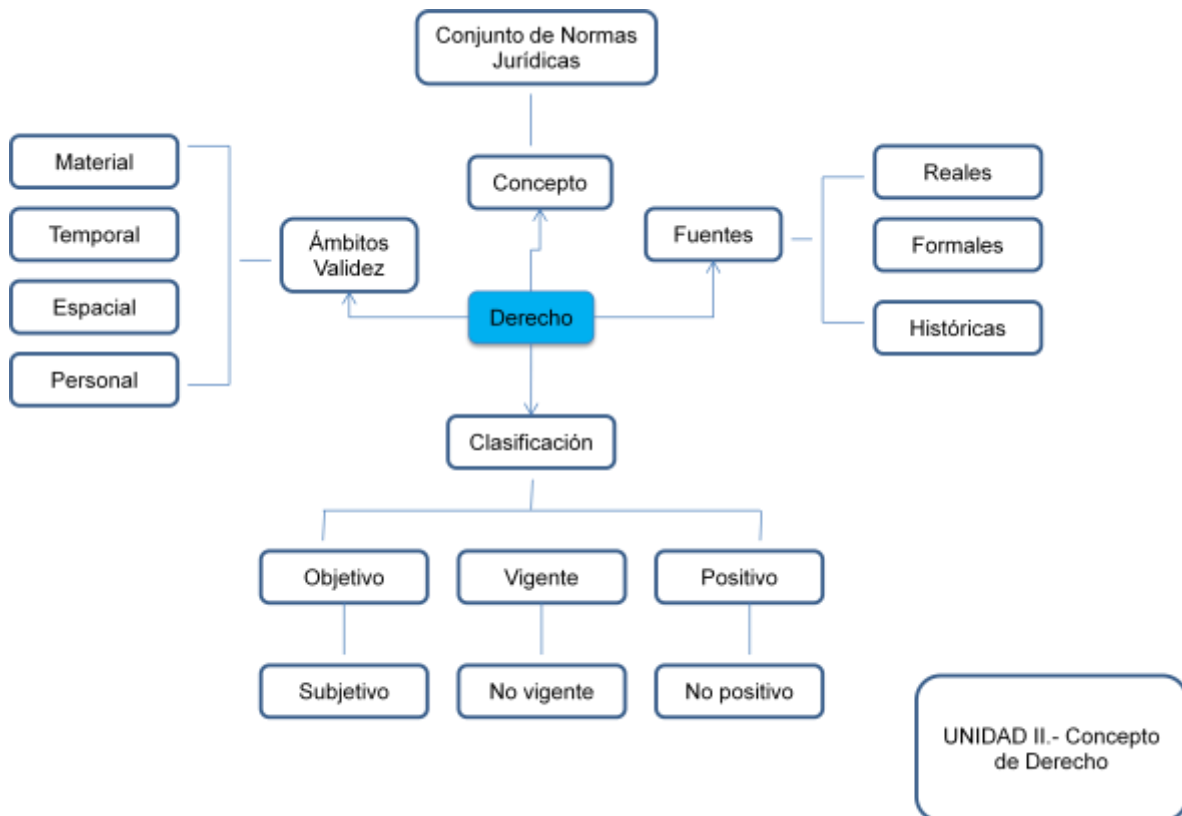 Conjunto de Normas
Jurídicas
Concepto
Material
Temporal
Espacial
Personal
Ámbitos
Validez
Derecho
Fuentes
Reales
Formales
Históricas
Clasificación
Objetivo
Vigente
Positivo
Subjetivo
No vigente
No positivo
UNIDAD II.- Concepto
de Derecho